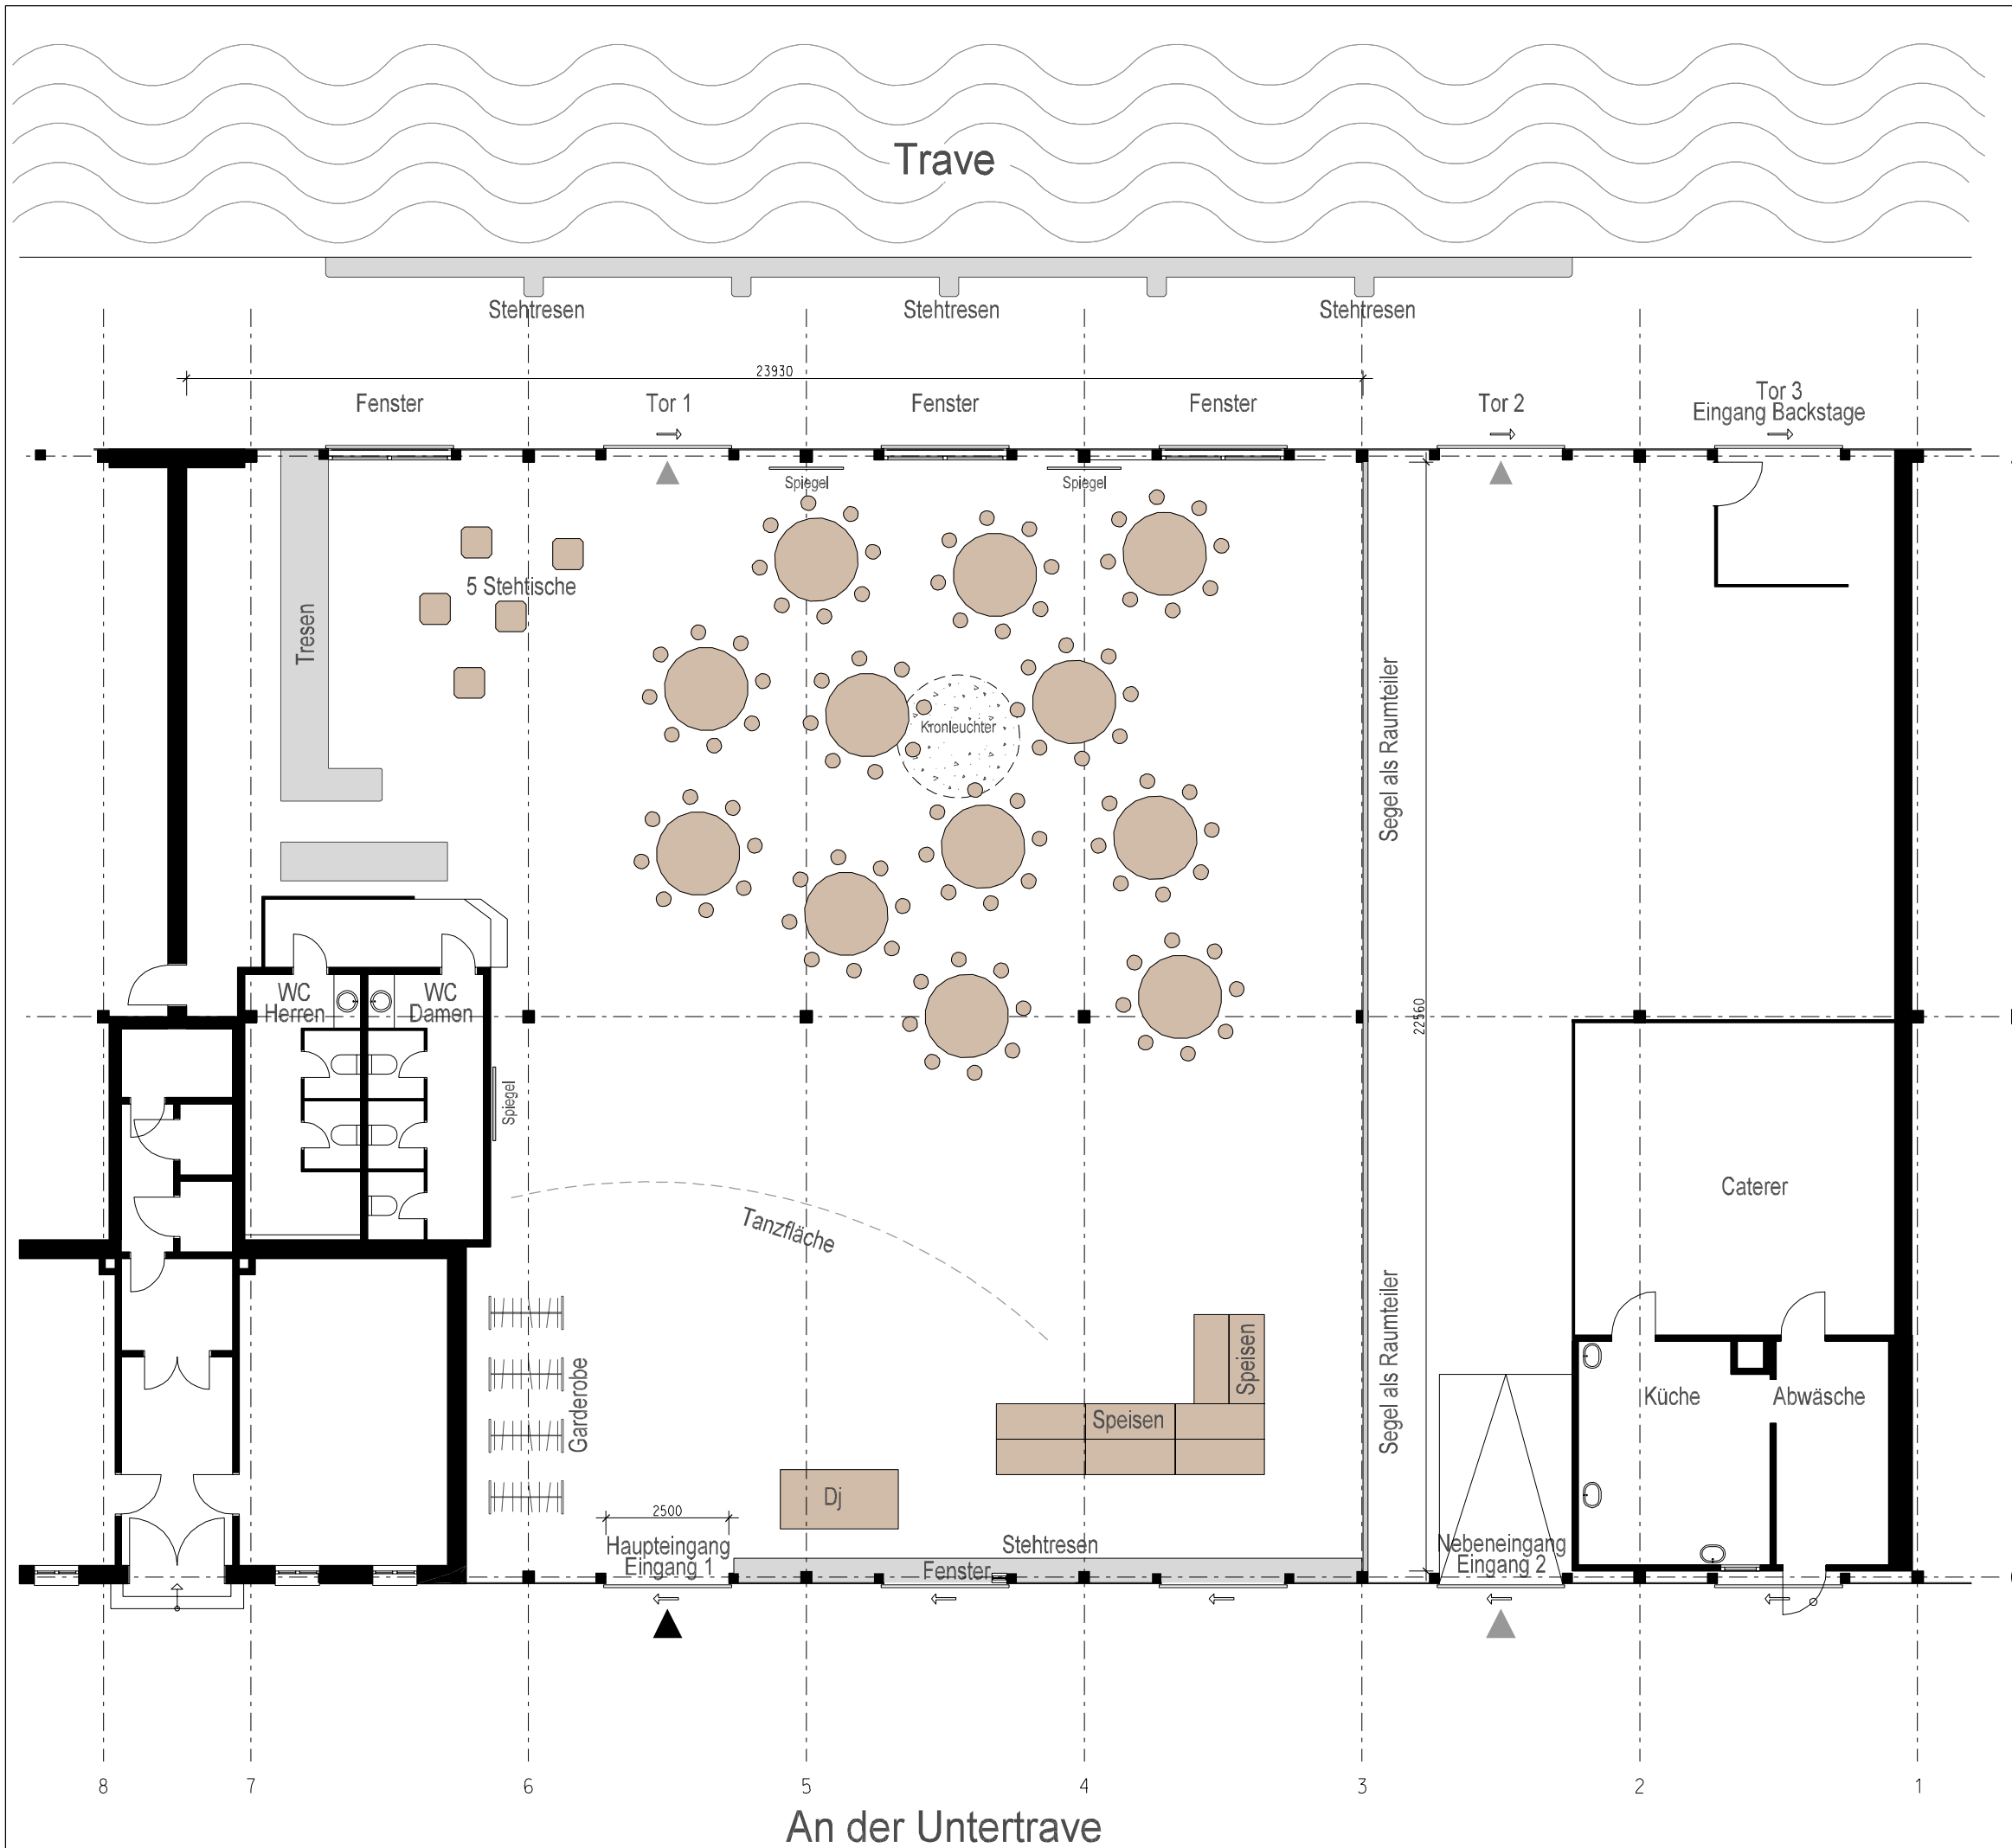 Trave
Stehtresen
Stehtresen
Stehtresen
23930
Fenster
Tor 1
Fenster
Fenster
Tor 2
Tor 3
Eingang Backstage
Spiegel
Spiegel
5 Stehtische
Tresen
Kronleuchter
Segel als Raumteiler
WC
Herren
WC
Damen
22560
Spiegel
Caterer
Tanzfläche
Segel als Raumteiler
Garderobe
Speisen
Speisen
Küche
Abwäsche
Dj
2500
Haupteingang
Eingang 1
Stehtresen
Fenster
Nebeneingang
Eingang 2
8
7
6
5
4
3
2
1
An der Untertrave